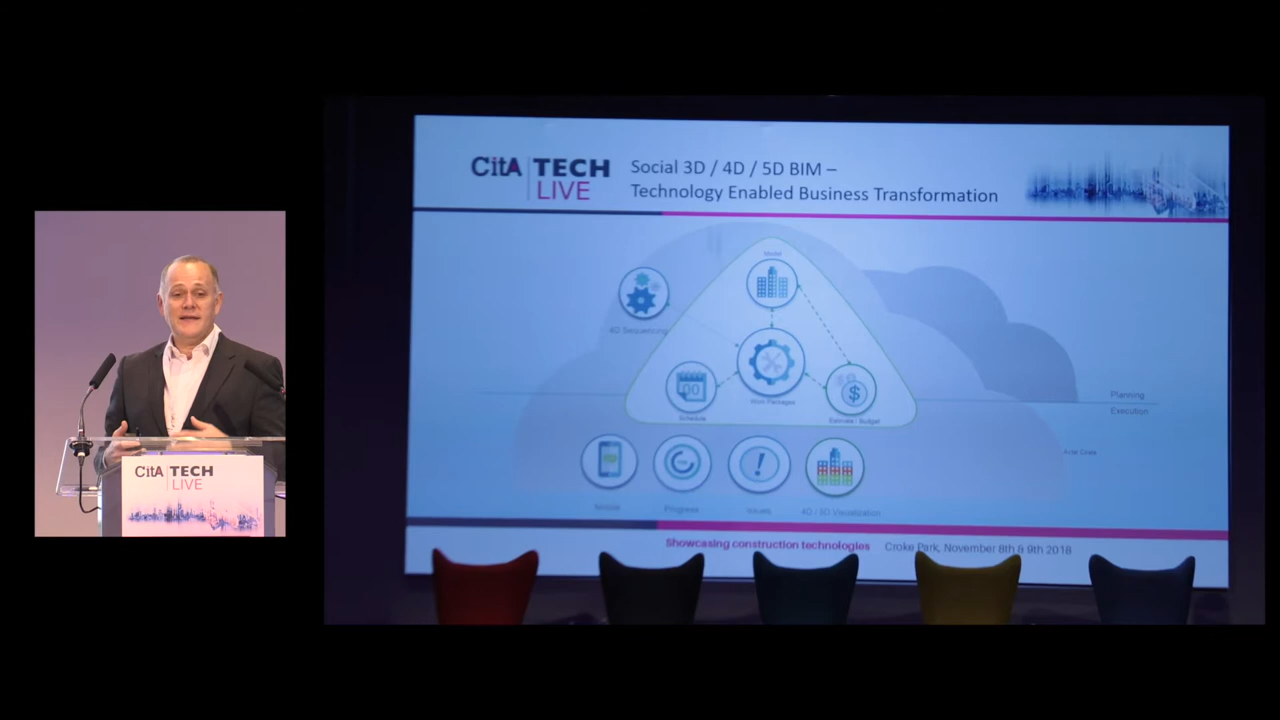 CitA TECH LIVE
Social 3D / 4D / 5D BIM –
Technology Enabled Business Transformation
Model
4D Sequencing
00
Schedule
Work Packages
$
Estimate / Budget
Planning
Execution
!
Mobile
Progress
Issues
4D / 5D Visualization
Showcasing construction technologies Croke Park, November 8th & 9th 2018
CitA TECH
LIVE